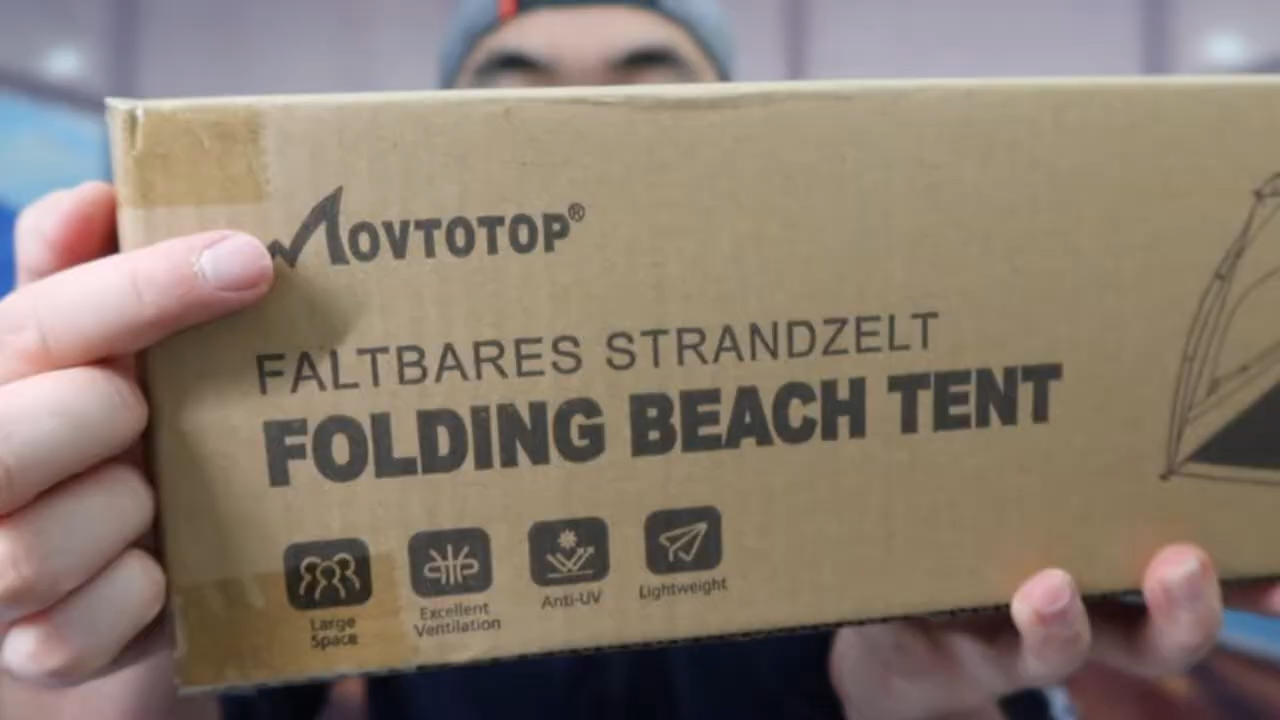 MOVTOTOP®
FALTBARES STRANDZELT
FOLDING BEACH TENT
Large
Space
Excellent
Ventilation
Anti-UV
Lightweight